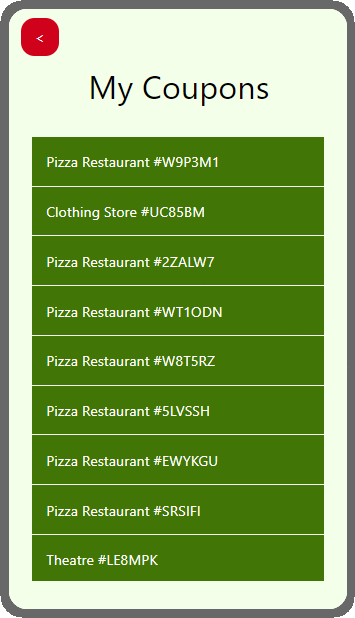 <
My Coupons
Pizza Restaurant #W9P3M1
Clothing Store #UC85BM
Pizza Restaurant #2ZALW7
Pizza Restaurant #WT1ODN
Pizza Restaurant #W8T5RZ
Pizza Restaurant #5LVSSH
Pizza Restaurant #EWYKGU
Pizza Restaurant #SRSIFI
Theatre #LE8MPK